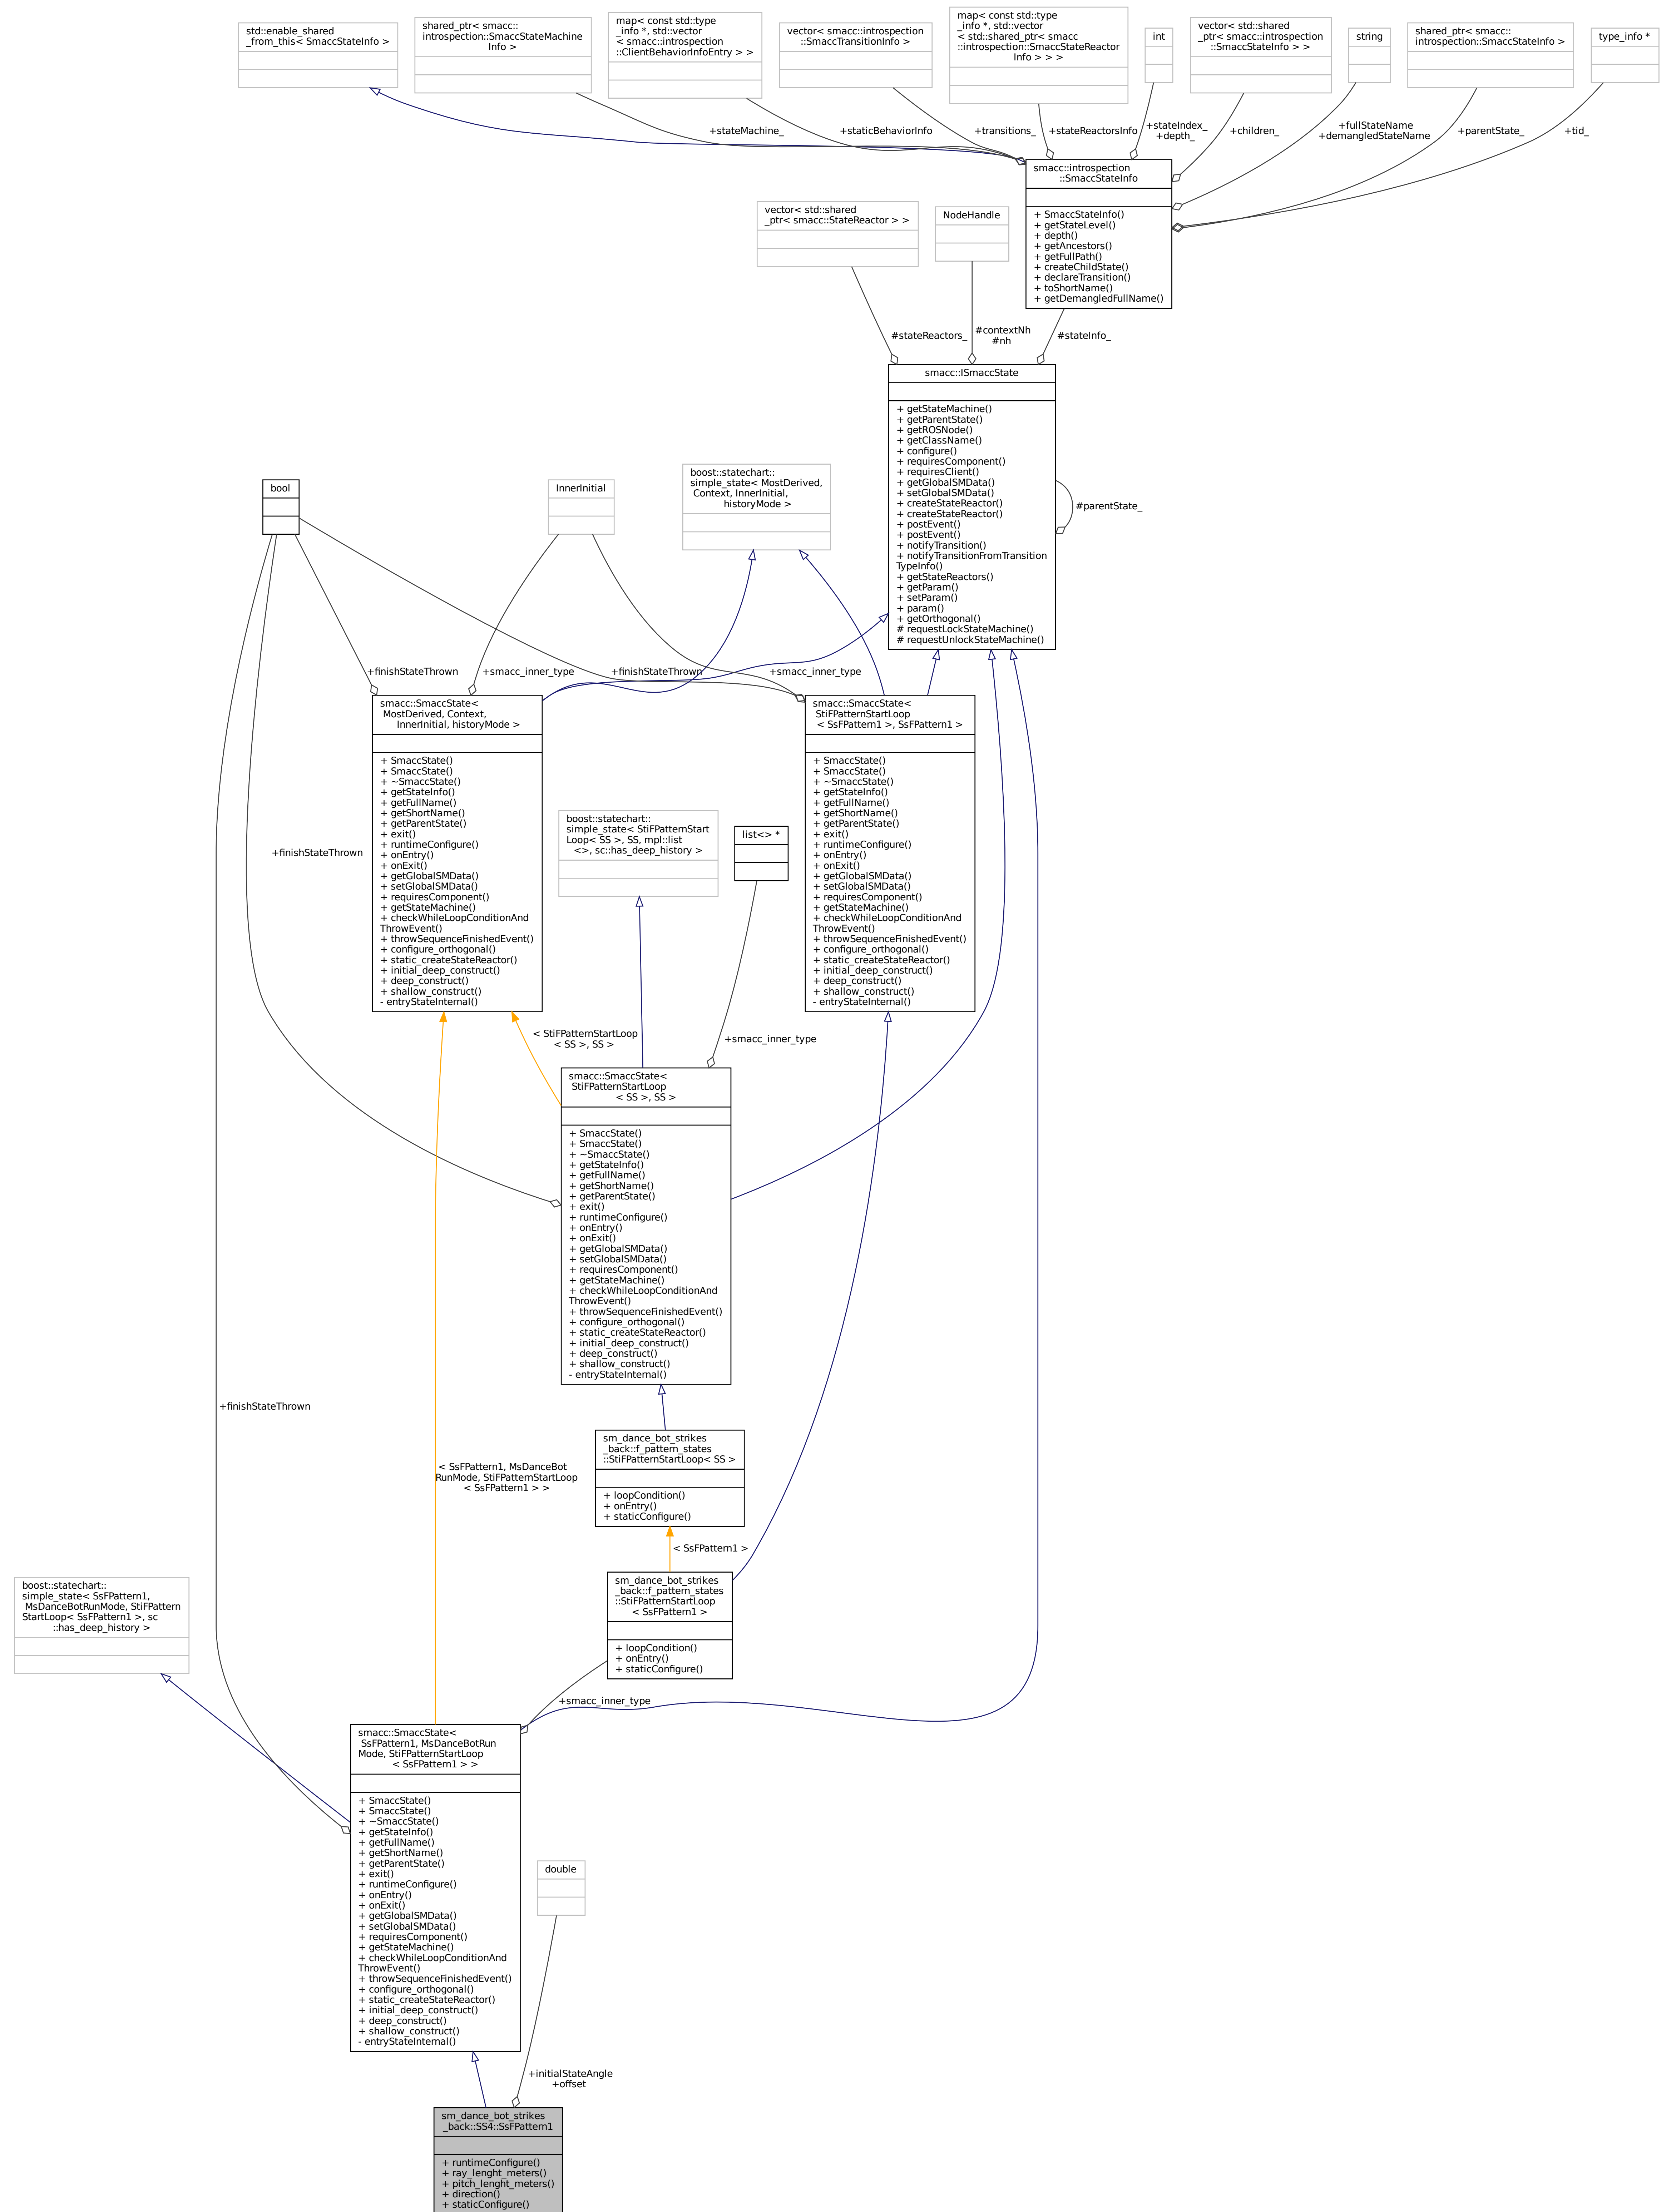 std::enable_shared
_from_this< SmaccStateInfo >
shared_ptr< smacc::
introspection::SmaccStateMachine
Info >
map< const std::type
_info *, std::vector
< smacc::introspection
::ClientBehaviorInfoEntry > >
vector< smacc::introspection
::SmaccTransitionInfo >
map< const std::type
_info *, std::vector
< std::shared_ptr< smacc
::introspection::SmaccStateReactor
Info > > >
int
vector< std::shared
_ptr< smacc::introspection
::SmaccStateInfo > >
string
shared_ptr< smacc::
introspection::SmaccStateInfo >
type_info *
+stateMachine_
+staticBehaviorInfo
+transitions_
+stateReactorsInfo
+stateIndex_
+depth_
+children_
+fullStateName
+demangledStateName
+parentState_
+tid_
smacc::introspection
::SmaccStateInfo
+ SmaccStateInfo()
+ getStateLevel()
+ depth()
+ getAncestors()
+ getFullPath()
+ createChildState()
+ declareTransition()
+ toShortName()
+ getDemangledFullName()
vector< std::shared
_ptr< smacc::StateReactor > >
NodeHandle
#stateReactors_
#contextNh
#nh
#stateInfo_
smacc::ISmaccState
+ getStateMachine()
+ getParentState()
+ getROSNode()
+ getClassName()
+ configure()
+ requiresComponent()
+ requiresClient()
+ getGlobalSMData()
+ setGlobalSMData()
+ createStateReactor()
+ createStateReactor()
+ postEvent()
+ postEvent()
+ notifyTransition()
+ notifyTransitionFromTransition
TypeInfo()
+ getStateReactors()
+ getParam()
+ setParam()
+ param()
+ getOrthogonal()
# requestLockStateMachine()
# requestUnlockStateMachine()
#parentState_
bool
InnerInitial
boost::statechart::
simple_state< MostDerived,
Context, InnerInitial,
historyMode >
+finishStateThrown
+smacc_inner_type
+finishStateThrown
+smacc_inner_type
smacc::SmaccState<
MostDerived, Context,
InnerInitial, historyMode >
+ SmaccState()
+ SmaccState()
+ ~SmaccState()
+ getStateInfo()
+ getFullName()
+ getShortName()
+ getParentState()
+ exit()
+ runtimeConfigure()
+ onEntry()
+ onExit()
+ getGlobalSMData()
+ setGlobalSMData()
+ requiresComponent()
+ getStateMachine()
+ checkWhileLoopConditionAnd
ThrowEvent()
+ throwSequenceFinishedEvent()
+ configure_orthogonal()
+ static_createStateReactor()
+ initial_deep_construct()
+ deep_construct()
+ shallow_construct()
- entryStateInternal()
smacc::SmaccState<
StiFPatternStartLoop
< SsFPattern1 >, SsFPattern1 >
+ SmaccState()
+ SmaccState()
+ ~SmaccState()
+ getStateInfo()
+ getFullName()
+ getShortName()
+ getParentState()
+ exit()
+ runtimeConfigure()
+ onEntry()
+ onExit()
+ getGlobalSMData()
+ setGlobalSMData()
+ requiresComponent()
+ getStateMachine()
+ checkWhileLoopConditionAnd
ThrowEvent()
+ throwSequenceFinishedEvent()
+ configure_orthogonal()
+ static_createStateReactor()
+ initial_deep_construct()
+ deep_construct()
+ shallow_construct()
- entryStateInternal()
+finishStateThrown
boost::statechart::
simple_state< StiFPatternStart
Loop< SS >, SS, mpl::list
<>, sc::has_deep_history >
list<> *
< StiFPatternStartLoop
< SS >, SS >
+smacc_inner_type
smacc::SmaccState<
StiFPatternStartLoop
< SS >, SS >
+ SmaccState()
+ SmaccState()
+ ~SmaccState()
+ getStateInfo()
+ getFullName()
+ getShortName()
+ getParentState()
+ exit()
+ runtimeConfigure()
+ onEntry()
+ onExit()
+ getGlobalSMData()
+ setGlobalSMData()
+ requiresComponent()
+ getStateMachine()
+ checkWhileLoopConditionAnd
ThrowEvent()
+ throwSequenceFinishedEvent()
+ configure_orthogonal()
+ static_createStateReactor()
+ initial_deep_construct()
+ deep_construct()
+ shallow_construct()
- entryStateInternal()
+finishStateThrown
< SsFPattern1, MsDanceBot
RunMode, StiFPatternStartLoop
< SsFPattern1 > >
sm_dance_bot_strikes
_back::f_pattern_states
::StiFPatternStartLoop< SS >
+ loopCondition()
+ onEntry()
+ staticConfigure()
< SsFPattern1 >
sm_dance_bot_strikes
_back::f_pattern_states
::StiFPatternStartLoop
< SsFPattern1 >
+ loopCondition()
+ onEntry()
+ staticConfigure()
boost::statechart::
simple_state< SsFPattern1,
MsDanceBotRunMode, StiFPattern
StartLoop< SsFPattern1 >, sc
::has_deep_history >
+smacc_inner_type
smacc::SmaccState<
SsFPattern1, MsDanceBotRun
Mode, StiFPatternStartLoop
< SsFPattern1 > >
+ SmaccState()
+ SmaccState()
+ ~SmaccState()
+ getStateInfo()
+ getFullName()
+ getShortName()
+ getParentState()
+ exit()
+ runtimeConfigure()
+ onEntry()
+ onExit()
+ getGlobalSMData()
+ setGlobalSMData()
+ requiresComponent()
+ getStateMachine()
+ checkWhileLoopConditionAnd
ThrowEvent()
+ throwSequenceFinishedEvent()
+ configure_orthogonal()
+ static_createStateReactor()
+ initial_deep_construct()
+ deep_construct()
+ shallow_construct()
- entryStateInternal()
double
+initialStateAngle
+offset
sm_dance_bot_strikes
_back::SS4::SsFPattern1
+ runtimeConfigure()
+ ray_lenght_meters()
+ pitch_lenght_meters()
+ direction()
+ staticConfigure()